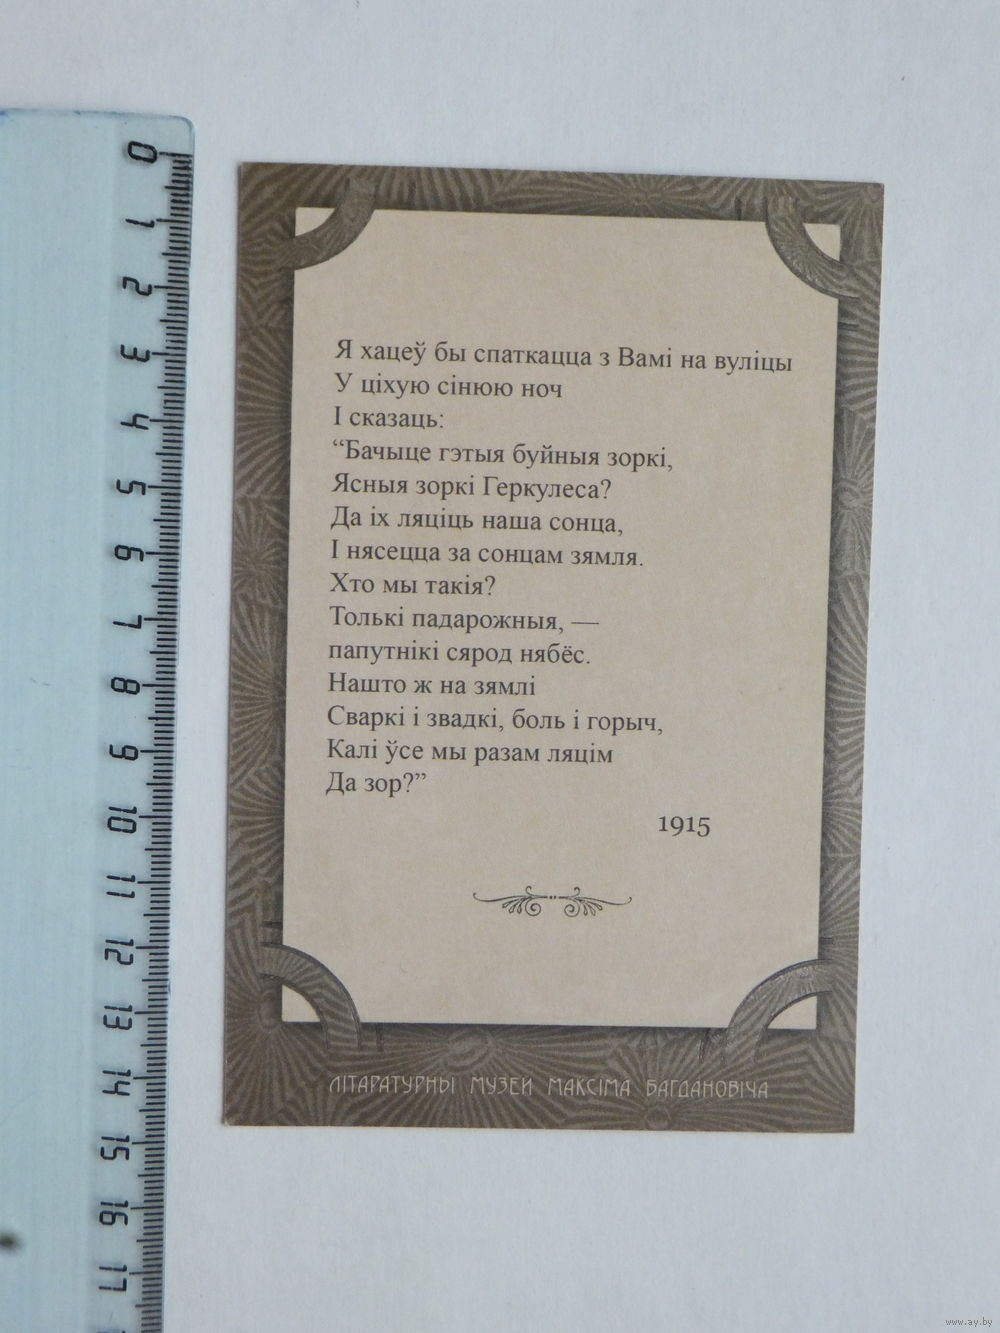 Я хацеў бы спаткацца з Вамі на вуліцы
У ціхую сінюю ноч
І сказаць:
“Бачыце гэтыя буйныя зоркі,
Ясныя зоркі Геркулеса?
Да іх ляціць наша сонца,
І нясецца за сонцам зямля.
Хто мы такія?
Толькі падарожныя, —
папутнікі сярод нябёс.
Нашто ж на зямлі
Сваркі і звадкі, боль і горыч,
Калі ўсе мы разам ляцім
Да зор?”
1915
ЛІТАРАТУРНЫ МУЗЕЙ МАКСІМА БАГДАНОВІЧА
0
1
2
3
4
5
6
7
8
9
10
11
12
13
14
15
16
17
www.ay.by